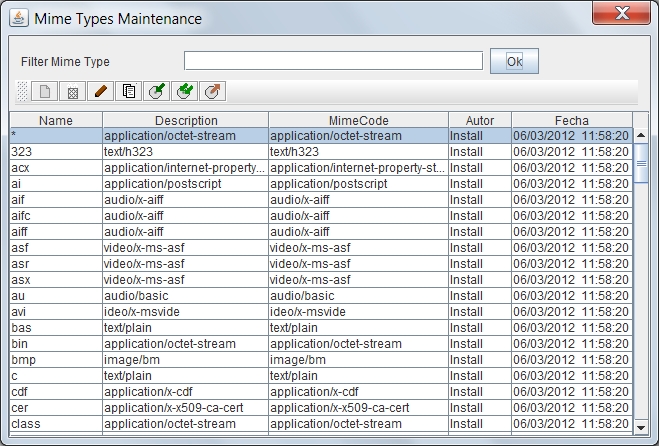 Mime Types Maintenance
Filter Mime Type Ok
Name Description MimeCode Autor Fecha
* application/octet-stream application/octet-stream Install 06/03/2012 11:58:20
323 text/h323 text/h323 Install 06/03/2012 11:58:20
acx application/internet-property... application/internet-property-st... Install 06/03/2012 11:58:20
ai application/postscript application/postscript Install 06/03/2012 11:58:20
aif audio/x-aiff audio/x-aiff Install 06/03/2012 11:58:20
aifc audio/x-aiff audio/x-aiff Install 06/03/2012 11:58:20
aiff audio/x-aiff audio/x-aiff Install 06/03/2012 11:58:20
asf video/x-ms-asf video/x-ms-asf Install 06/03/2012 11:58:20
asr video/x-ms-asf video/x-ms-asf Install 06/03/2012 11:58:20
asx video/x-ms-asf video/x-ms-asf Install 06/03/2012 11:58:20
au audio/basic audio/basic Install 06/03/2012 11:58:20
avi ideo/x-msvide ideo/x-msvide Install 06/03/2012 11:58:20
bas text/plain text/plain Install 06/03/2012 11:58:20
bin application/octet-stream application/octet-stream Install 06/03/2012 11:58:20
bmp image/bm image/bm Install 06/03/2012 11:58:20
c text/plain text/plain Install 06/03/2012 11:58:20
cdf application/x-cdf application/x-cdf Install 06/03/2012 11:58:20
cer application/x-x509-ca-cert application/x-x509-ca-cert Install 06/03/2012 11:58:20
class application/octet-stream application/octet-stream Install 06/03/2012 11:58:20